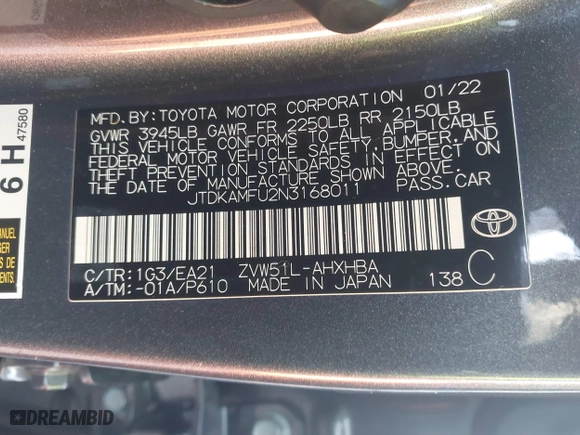 MFD. BY: TOYOTA MOTOR CORPORATION 01/22
GVWR 3945LB GAWR FR 2250LB RR 2150LB
THIS VEHICLE CONFORMS TO ALL APPLICABLE
FEDERAL MOTOR VEHICLE SAFETY, BUMPER, AND
THEFT PREVENTION STANDARDS IN EFFECT ON
THE DATE OF MANUFACTURE SHOWN ABOVE.
JTDKAMFU2N3168011 PASS. CAR
C/TR: 1G3/EA21 ZVW51L-AHXHBA
A/TM: -01A/P610 MADE IN JAPAN 138 C
6 H
47580
DREAMBID